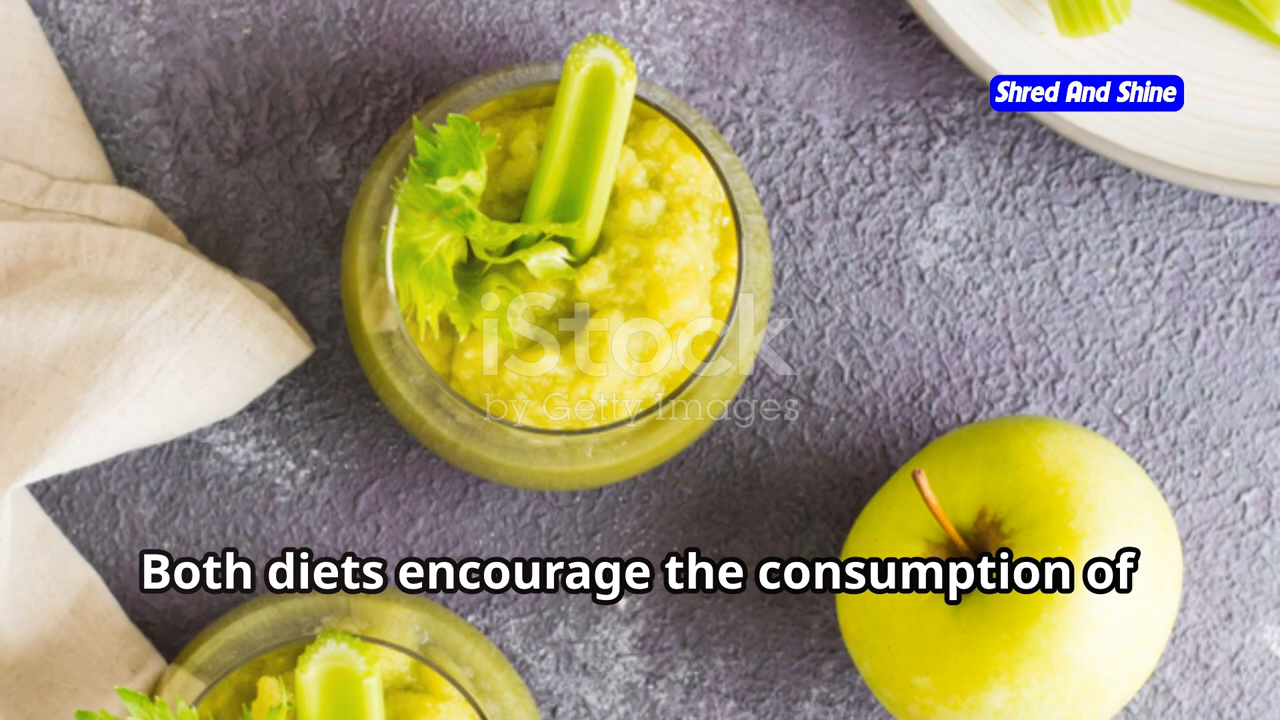 Shred And Shine
iStock
by Getty Images
Both diets encourage the consumption of